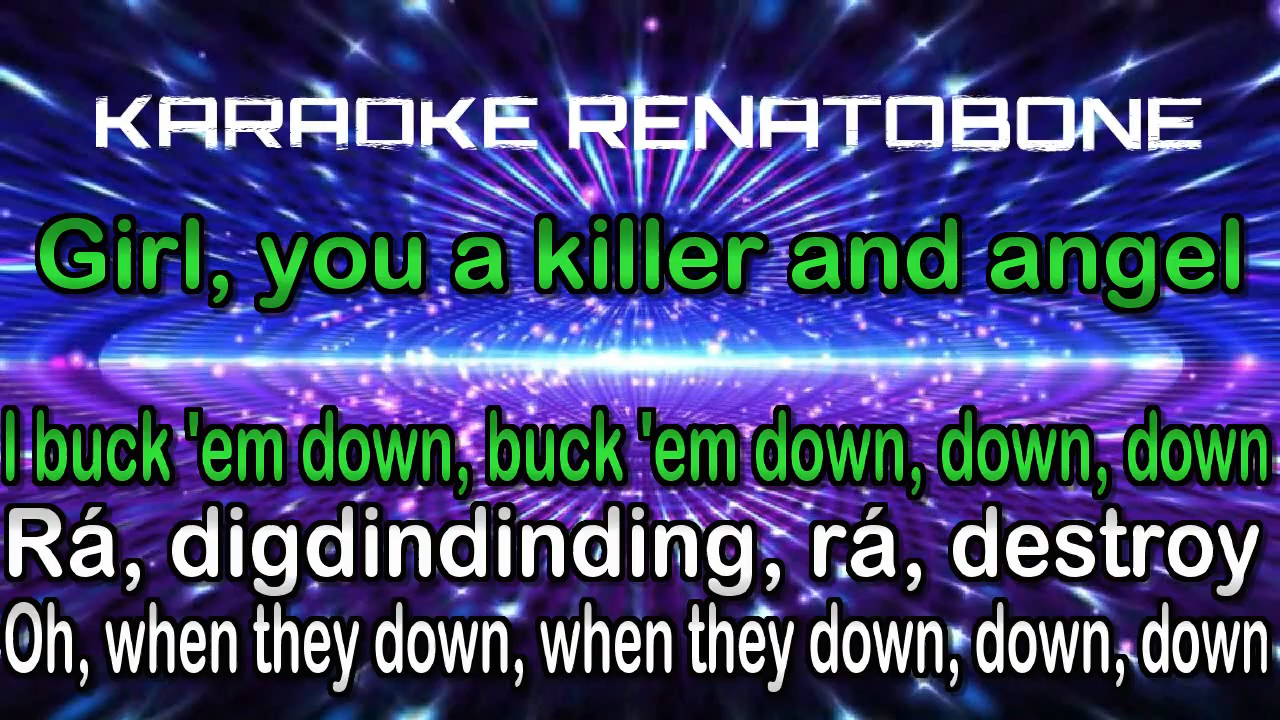 KARAOKE RENATOBONE
Girl, you a killer and angel
I buck 'em down, buck 'em down, down, down
Rá, digdindinding, rá, destroy
Oh, when they down, when they down, down, down